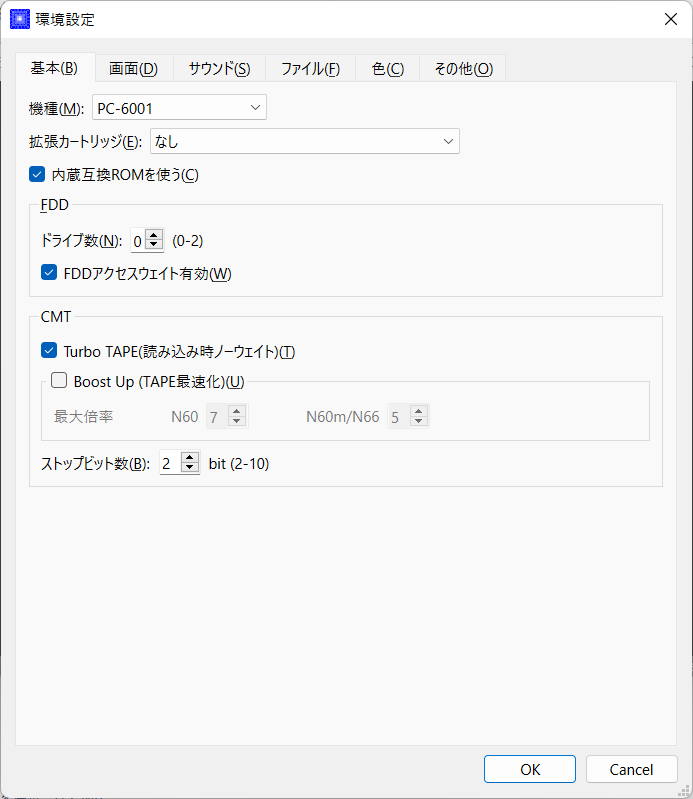 環境設定
基本(B) 画面(D) サウンド(S) ファイル(F) 色(C) その他(O)
機種(M): PC-6001
拡張カートリッジ(E): なし
内蔵互換ROMを使う(C)
FDD
ドライブ数(N): 0 (0-2)
FDDアクセスウェイト有効(W)
CMT
Turbo TAPE(読み込み時ノーウェイト)(T)
Boost Up (TAPE最速化)(U)
最大倍率 N60 7 N60m/N66 5
ストップビット数(B): 2 bit (2-10)
OK Cancel